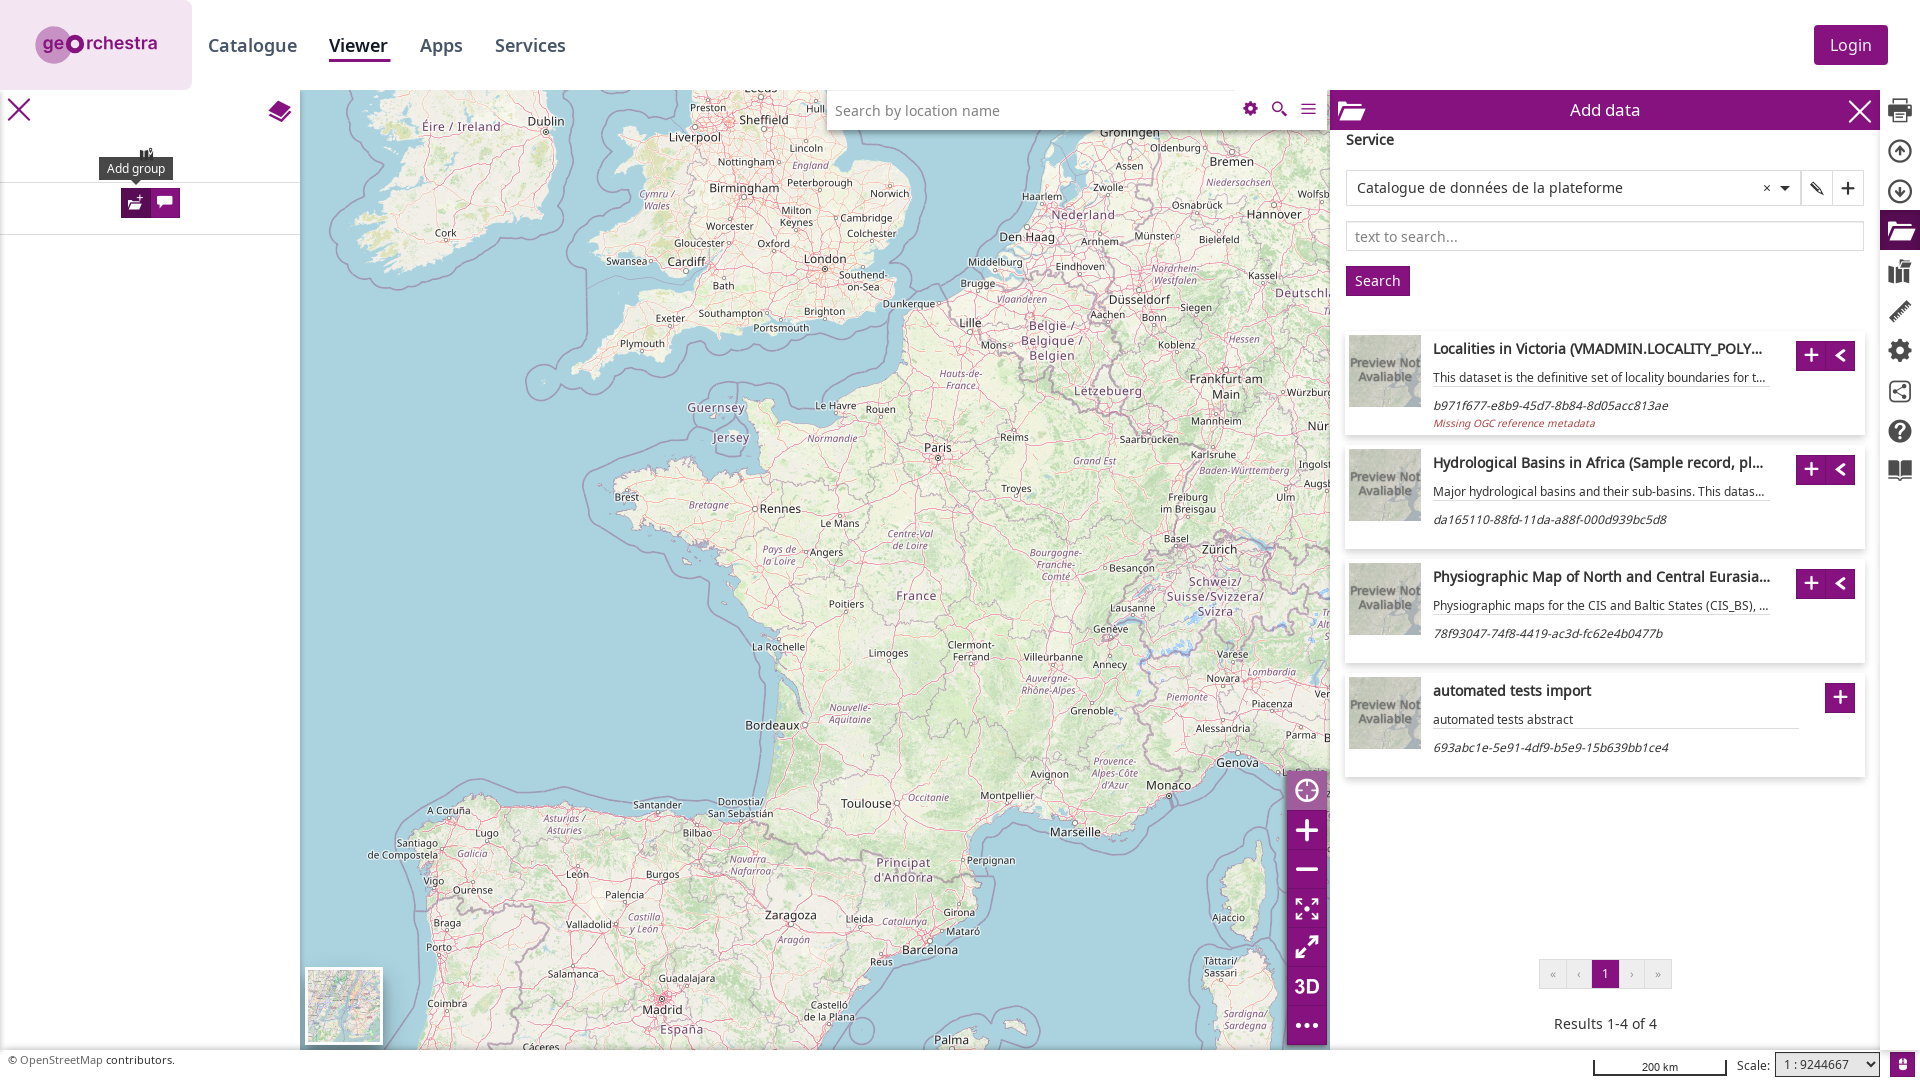 geOrchestra
Catalogue
Viewer
Apps
Services
Login
Search by location name
Add data
Add group
Service
Catalogue de données de la plateforme
×
text to search...
Search
Preview Not Avaliable
Localities in Victoria (VMADMIN.LOCALITY_POLY...
This dataset is the definitive set of locality boundaries for t...
b971f677-e8b9-45d7-8b84-8d05acc813ae
Missing OGC reference metadata
Preview Not Avaliable
Hydrological Basins in Africa (Sample record, pl...
Major hydrological basins and their sub-basins. This datas...
da165110-88fd-11da-a88f-000d939bc5d8
Preview Not Avaliable
Physiographic Map of North and Central Eurasia...
Physiographic maps for the CIS and Baltic States (CIS_BS), ...
78f93047-74f8-4419-ac3d-fc62e4b0477b
Preview Not Avaliable
automated tests import
automated tests abstract
693abc1e-5e91-4df9-b5e9-15b639bb1ce4
« ‹ 1 › »
Results 1-4 of 4
Leeds
Preston
Hull
Éire / Ireland
Dublin
Sheffield
Liverpool
Lincoln
Nottingham
England
Peterborough
Norwich
Birmingham
Cymru / Wales
Milton Keynes
Cambridge
Worcester
Colchester
Gloucester
Oxford
Cork
Swansea
Cardiff
London
Southend-on-Sea
Bath
Southampton
Brighton
Exeter
Portsmouth
Plymouth
Groningen
Oldenburg
Bremen
Assen
Zwolle
Niedersachsen
Haarlem
Nederland
Osnabrück
Hannover
Wolfsb
Den Haag
Arnhem
Münster
Bielefeld
Middelburg
Eindhoven
Nordrhein-Westfalen
Kassel
Brugge
Vlaanderen
Düsseldorf
Siegen
Deutschl
Dunkerque
Aachen
Bonn
Lille
België / Belgique / Belgien
Mons
Koblenz
Hessen
Hauts-de-France
Frankfurt am Main
Lëtzebuerg
Würzburg
Guernsey
Le Havre
Rouen
Mannheim
Jersey
Normandie
Reims
Saarbrücken
Nür
Paris
Karlsruhe
Grand Est
Baden-Württemberg
Ingolst
Brest
Troyes
Ulm
Augs
Bretagne
Rennes
Freiburg im Breisgau
Le Mans
Centre-Val de Loire
Basel
Pays de la Loire
Angers
Bourgogne-Franche-Comté
Zürich
Besançon
Schweiz/ Suisse/Svizzera/ Svizra
France
Poitiers
Lausanne
Genève
La Rochelle
Limoges
Clermont-Ferrand
Villeurbanne
Annecy
Varese
Lombardia
Novara
Auvergne-Rhône-Alpes
Piemonte
Piacenza
Nouvelle-Aquitaine
Grenoble
Bordeaux
Alessandria
Parma
Provence-Alpes-Côte d'Azur
Genova
Avignon
Monaco
Montpellier
Toulouse
Occitanie
Marseille
A Coruña
Santander
Donostia/ San Sebastián
Asturias / Asturies
Bilbao
Lugo
Santiago de Compostela
Galicia
León
Burgos
Navarra - Nafarroa
Principat d'Andorra
Perpignan
Vigo
Ourense
Palencia
Girona
Ajaccio
Braga
Valladolid
Castilla y León
Zaragoza
Lleida
Catalunya
Mataró
Porto
Aragón
Barcelona
Reus
Salamanca
Guadalajara
Tàttari/ Sassari
Coimbra
Madrid
Castelló de la Plana
España
Sardigna/ Sardegna
Cáceres
Palma
3D
© OpenStreetMap contributors.
200 km
Scale:
1 : 9244667